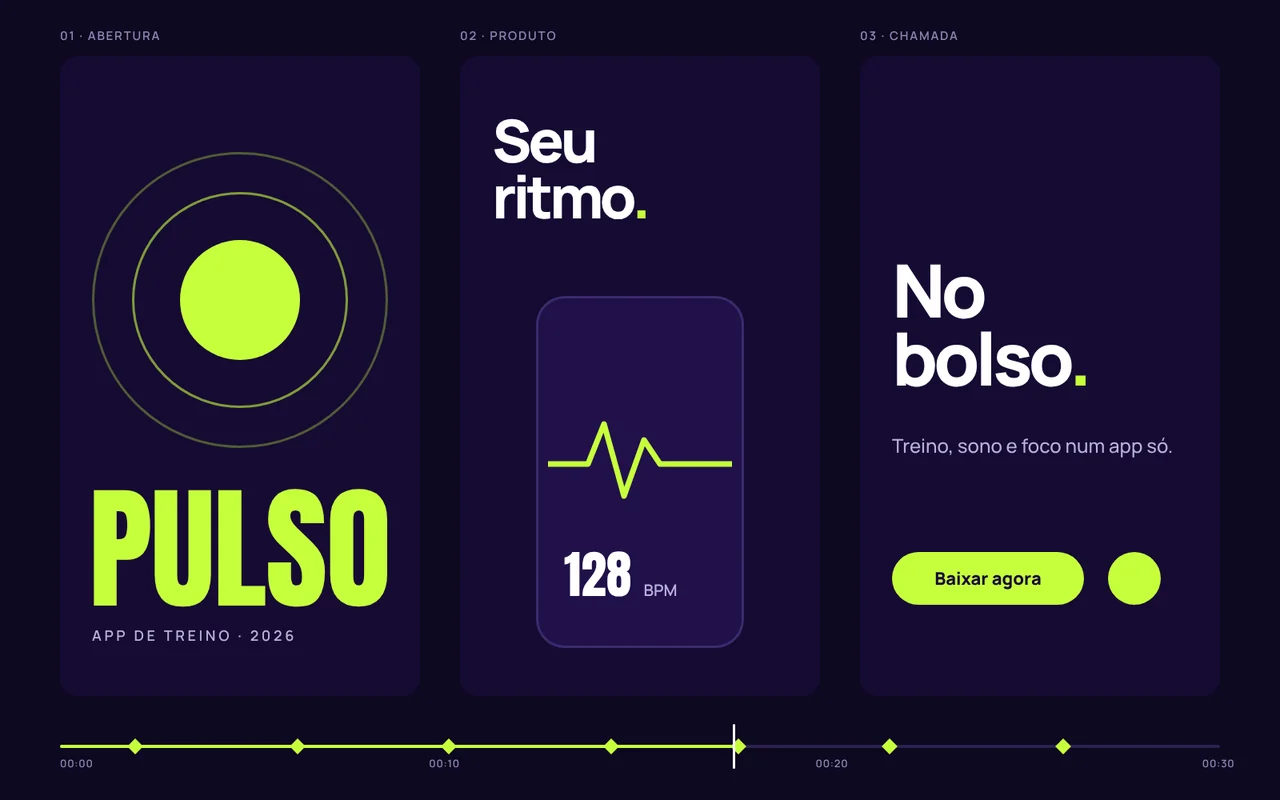 01 · ABERTURA
02 · PRODUTO
03 · CHAMADA
PULSO
APP DE TREINO · 2026
Seu
ritmo.
128 BPM
No
bolso.
Treino, sono e foco num app só.
Baixar agora
00:00
00:10
00:20
00:30